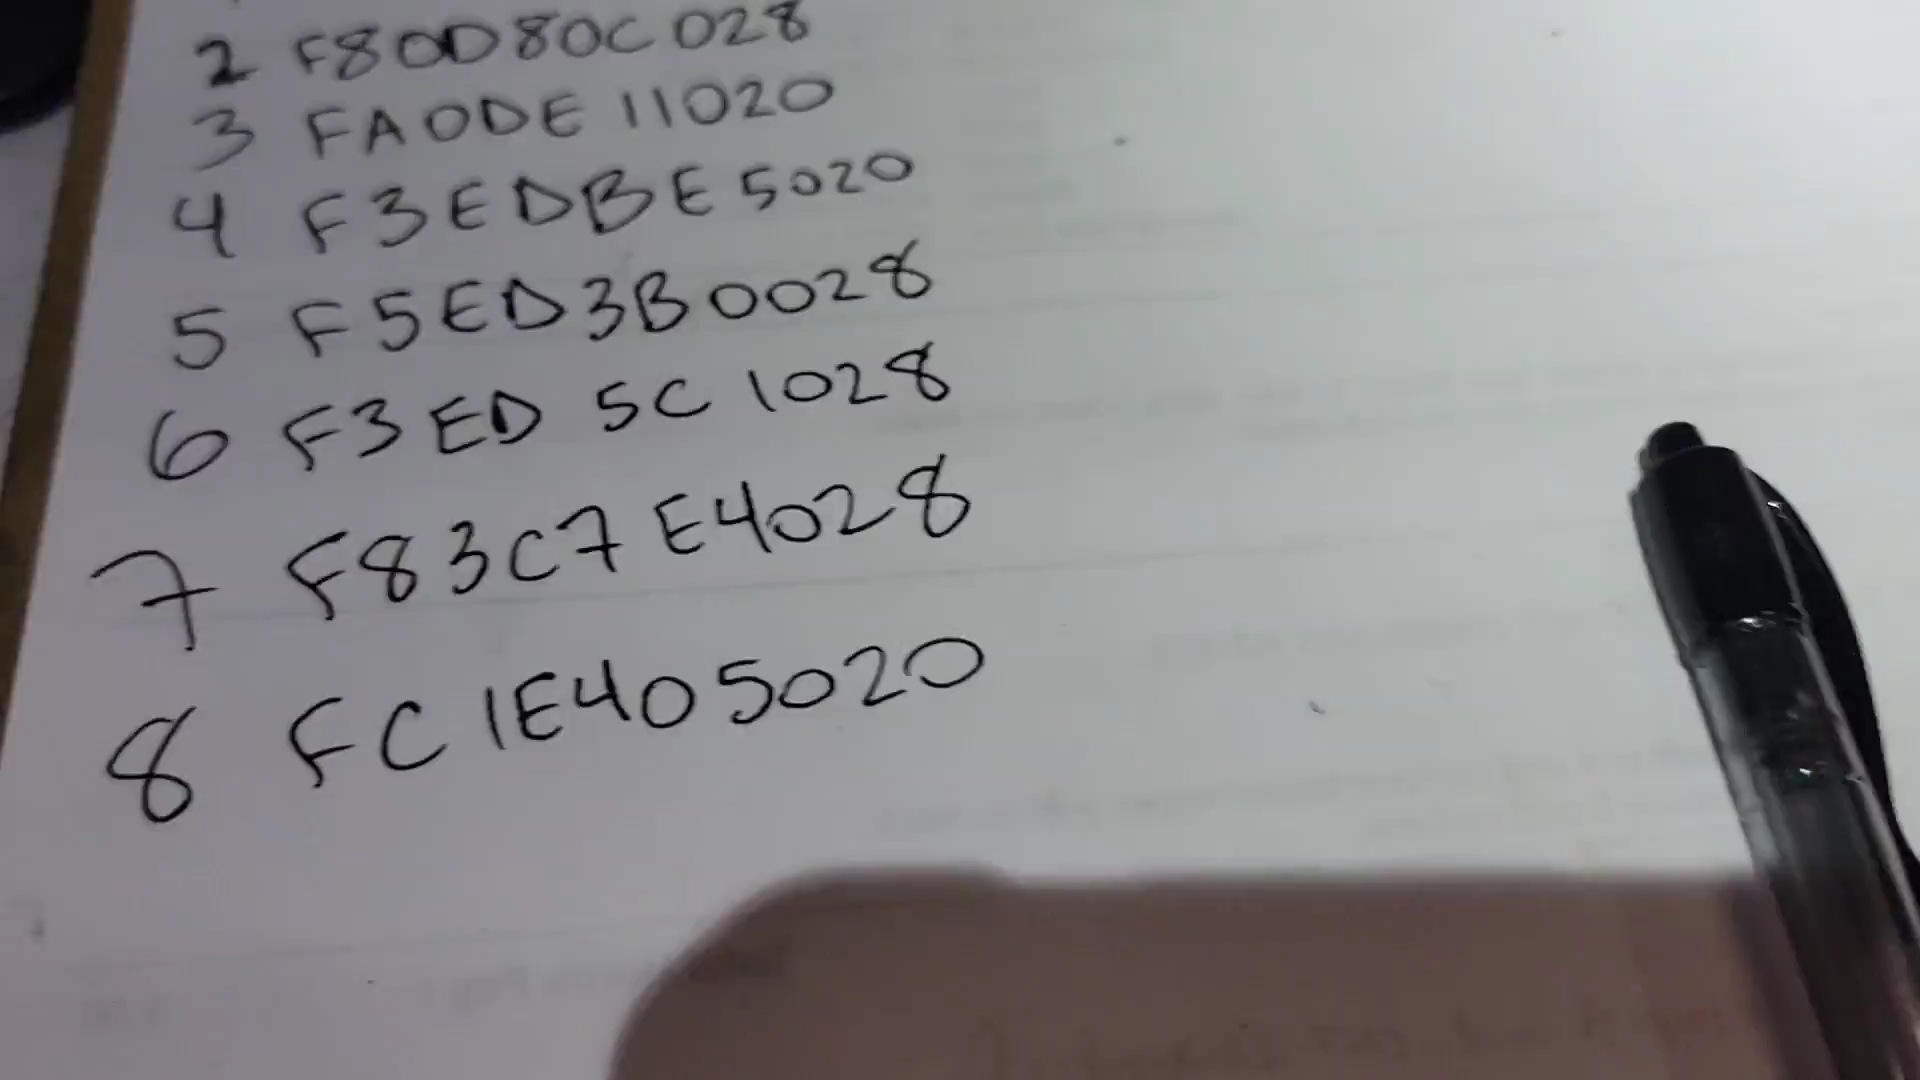 2 F80D80C028
3 FA0DE11020
4 F3EDBE5020
5 F5ED3B0028
6 F3ED 5C1028
7 F83C7E4028
8 FC1E405020